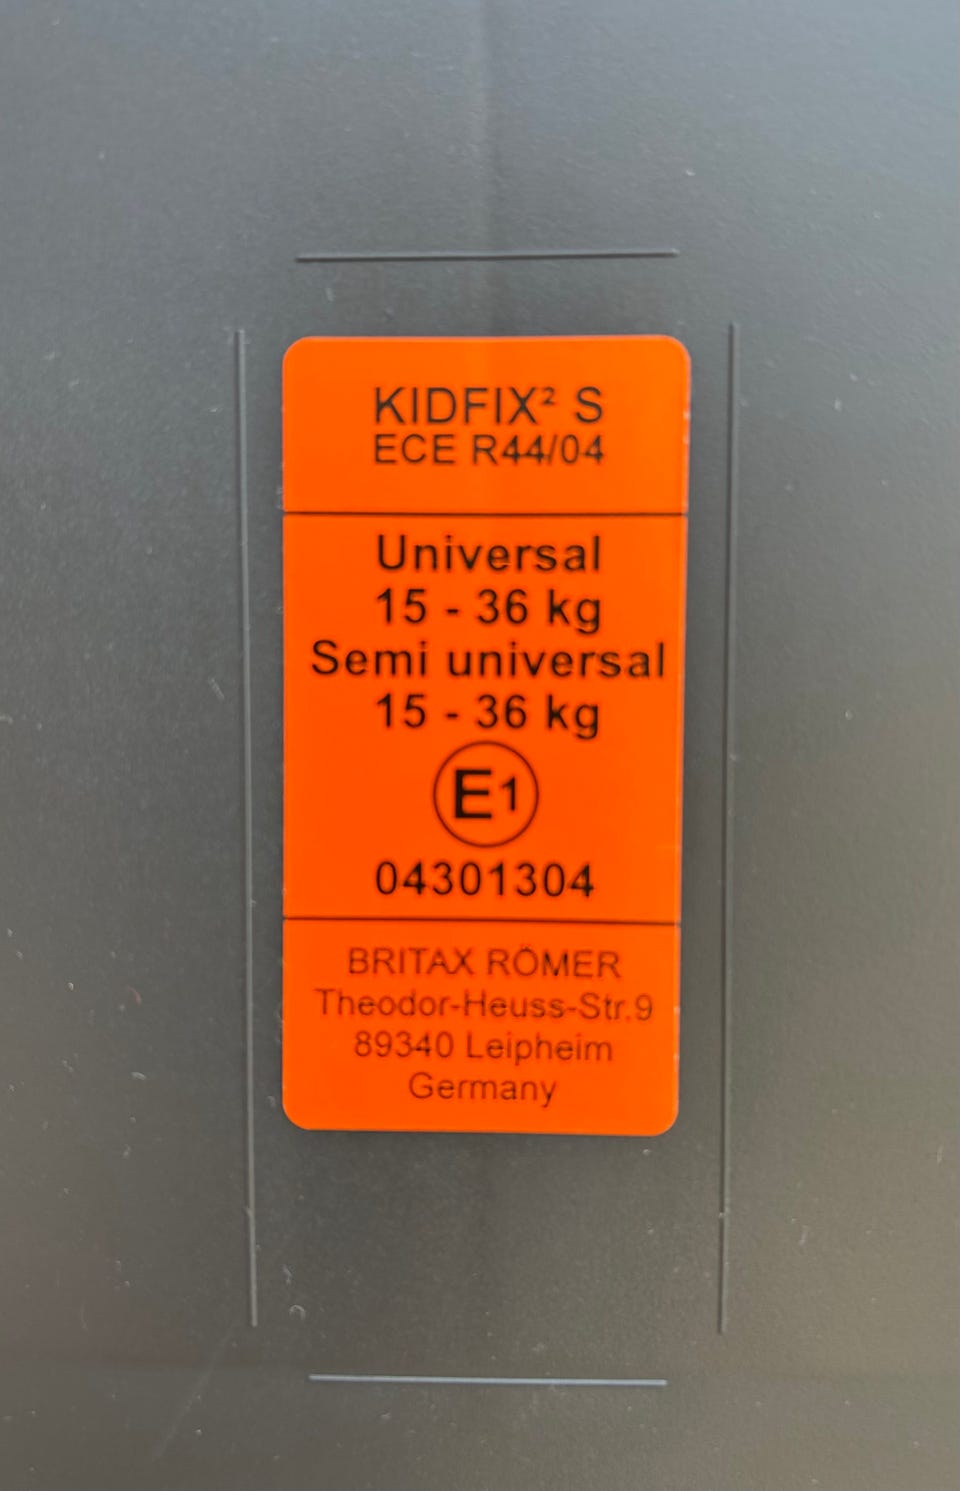 KIDFIX² S
ECE R44/04
Universal
15 - 36 kg
Semi universal
15 - 36 kg
E1
04301304
BRITAX RÖMER
Theodor-Heuss-Str.9
89340 Leipheim
Germany